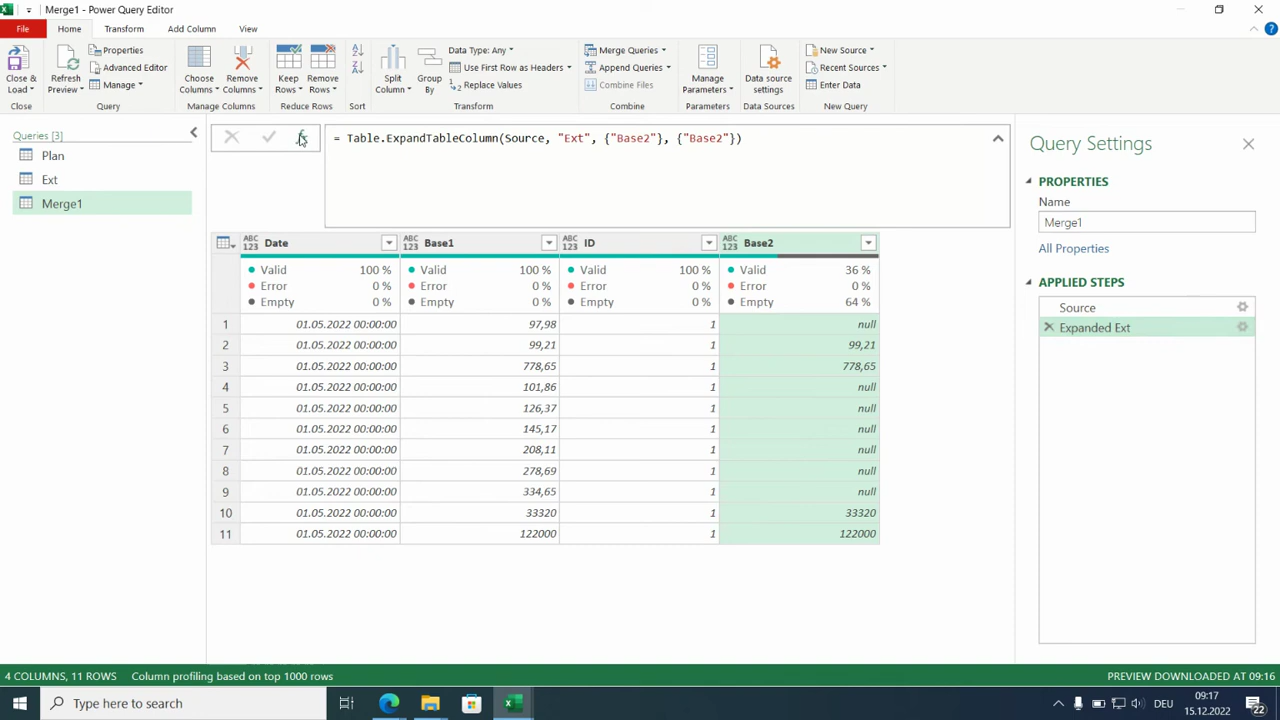 Merge1 - Power Query Editor
File
Home
Transform
Add Column
View
Close &
Load
Close
Refresh
Preview
Properties
Advanced Editor
Manage
Query
Choose
Columns
Remove
Columns
Manage Columns
Keep
Rows
Remove
Rows
Reduce Rows
Sort
Split
Column
Group
By
Data Type: Any
Use First Row as Headers
Replace Values
Transform
Merge Queries
Append Queries
Combine Files
Combine
Manage
Parameters
Parameters
Data source
settings
Data Sources
New Source
Recent Sources
Enter Data
New Query
Queries [3]
Plan
Ext
Merge1
= Table.ExpandTableColumn(Source, "Ext", {"Base2"}, {"Base2"})
ABC 123 Date ABC 123 Base1 ABC 123 ID ABC 123 Base2
Valid 100 % Valid 100 % Valid 100 % Valid 36 %
Error 0 % Error 0 % Error 0 % Error 0 %
Empty 0 % Empty 0 % Empty 0 % Empty 64 %
1 01.05.2022 00:00:00 97,98 1 null
2 01.05.2022 00:00:00 99,21 1 99,21
3 01.05.2022 00:00:00 778,65 1 778,65
4 01.05.2022 00:00:00 101,86 1 null
5 01.05.2022 00:00:00 126,37 1 null
6 01.05.2022 00:00:00 145,17 1 null
7 01.05.2022 00:00:00 208,11 1 null
8 01.05.2022 00:00:00 278,69 1 null
9 01.05.2022 00:00:00 334,65 1 null
10 01.05.2022 00:00:00 33320 1 33320
11 01.05.2022 00:00:00 122000 1 122000
Query Settings
PROPERTIES
Name
Merge1
All Properties
APPLIED STEPS
Source
Expanded Ext
4 COLUMNS, 11 ROWS Column profiling based on top 1000 rows PREVIEW DOWNLOADED AT 09:16
Type here to search
DEU
09:17
15.12.2022
22